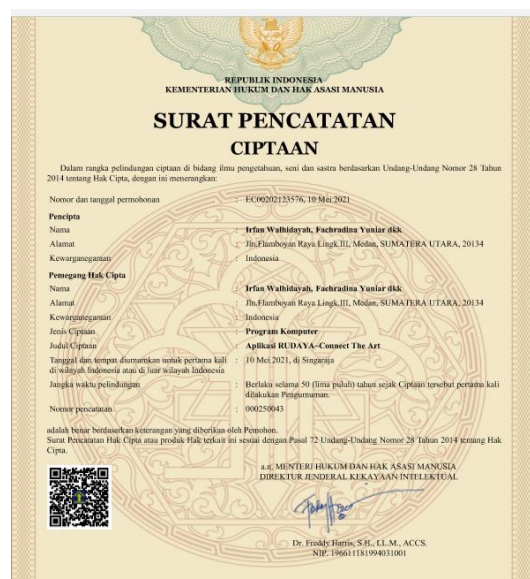 REPUBLIK INDONESIA
KEMENTERIAN HUKUM DAN HAK ASASI MANUSIA
SURAT PENCATATAN
CIPTAAN
Dalam rangka pelindungan ciptaan di bidang ilmu pengetahuan, seni dan sastra berdasarkan Undang-Undang Nomor 28 Tahun
2014 tentang Hak Cipta, dengan ini menerangkan:
Nomor dan tanggal permohonan : EC00202123576, 10 Mei 2021
Pencipta
Nama : Irfan Walhidayah, Fachradina Yuniar dkk
Alamat : Jln.Flamboyan Raya Lingk.III, Medan, SUMATERA UTARA, 20134
Kewarganegaraan : Indonesia
Pemegang Hak Cipta
Nama : Irfan Walhidayah, Fachradina Yuniar dkk
Alamat : Jln.Flamboyan Raya Lingk.III, Medan, SUMATERA UTARA, 20134
Kewarganegaraan : Indonesia
Jenis Ciptaan : Program Komputer
Judul Ciptaan : Aplikasi RUDAYA–Connect The Art
Tanggal dan tempat diumumkan untuk pertama kali : 10 Mei 2021, di Singaraja
di wilayah Indonesia atau di luar wilayah Indonesia
Jangka waktu pelindungan : Berlaku selama 50 (lima puluh) tahun sejak Ciptaan tersebut pertama kali
dilakukan Pengumuman.
Nomor pencatatan : 000250043
adalah benar berdasarkan keterangan yang diberikan oleh Pemohon.
Surat Pencatatan Hak Cipta atau produk Hak terkait ini sesuai dengan Pasal 72 Undang-Undang Nomor 28 Tahun 2014 tentang Hak
Cipta.
a.n. MENTERI HUKUM DAN HAK ASASI MANUSIA
DIREKTUR JENDERAL KEKAYAAN INTELEKTUAL
Dr. Freddy Harris, S.H., LL.M., ACCS.
NIP. 196611181994031001